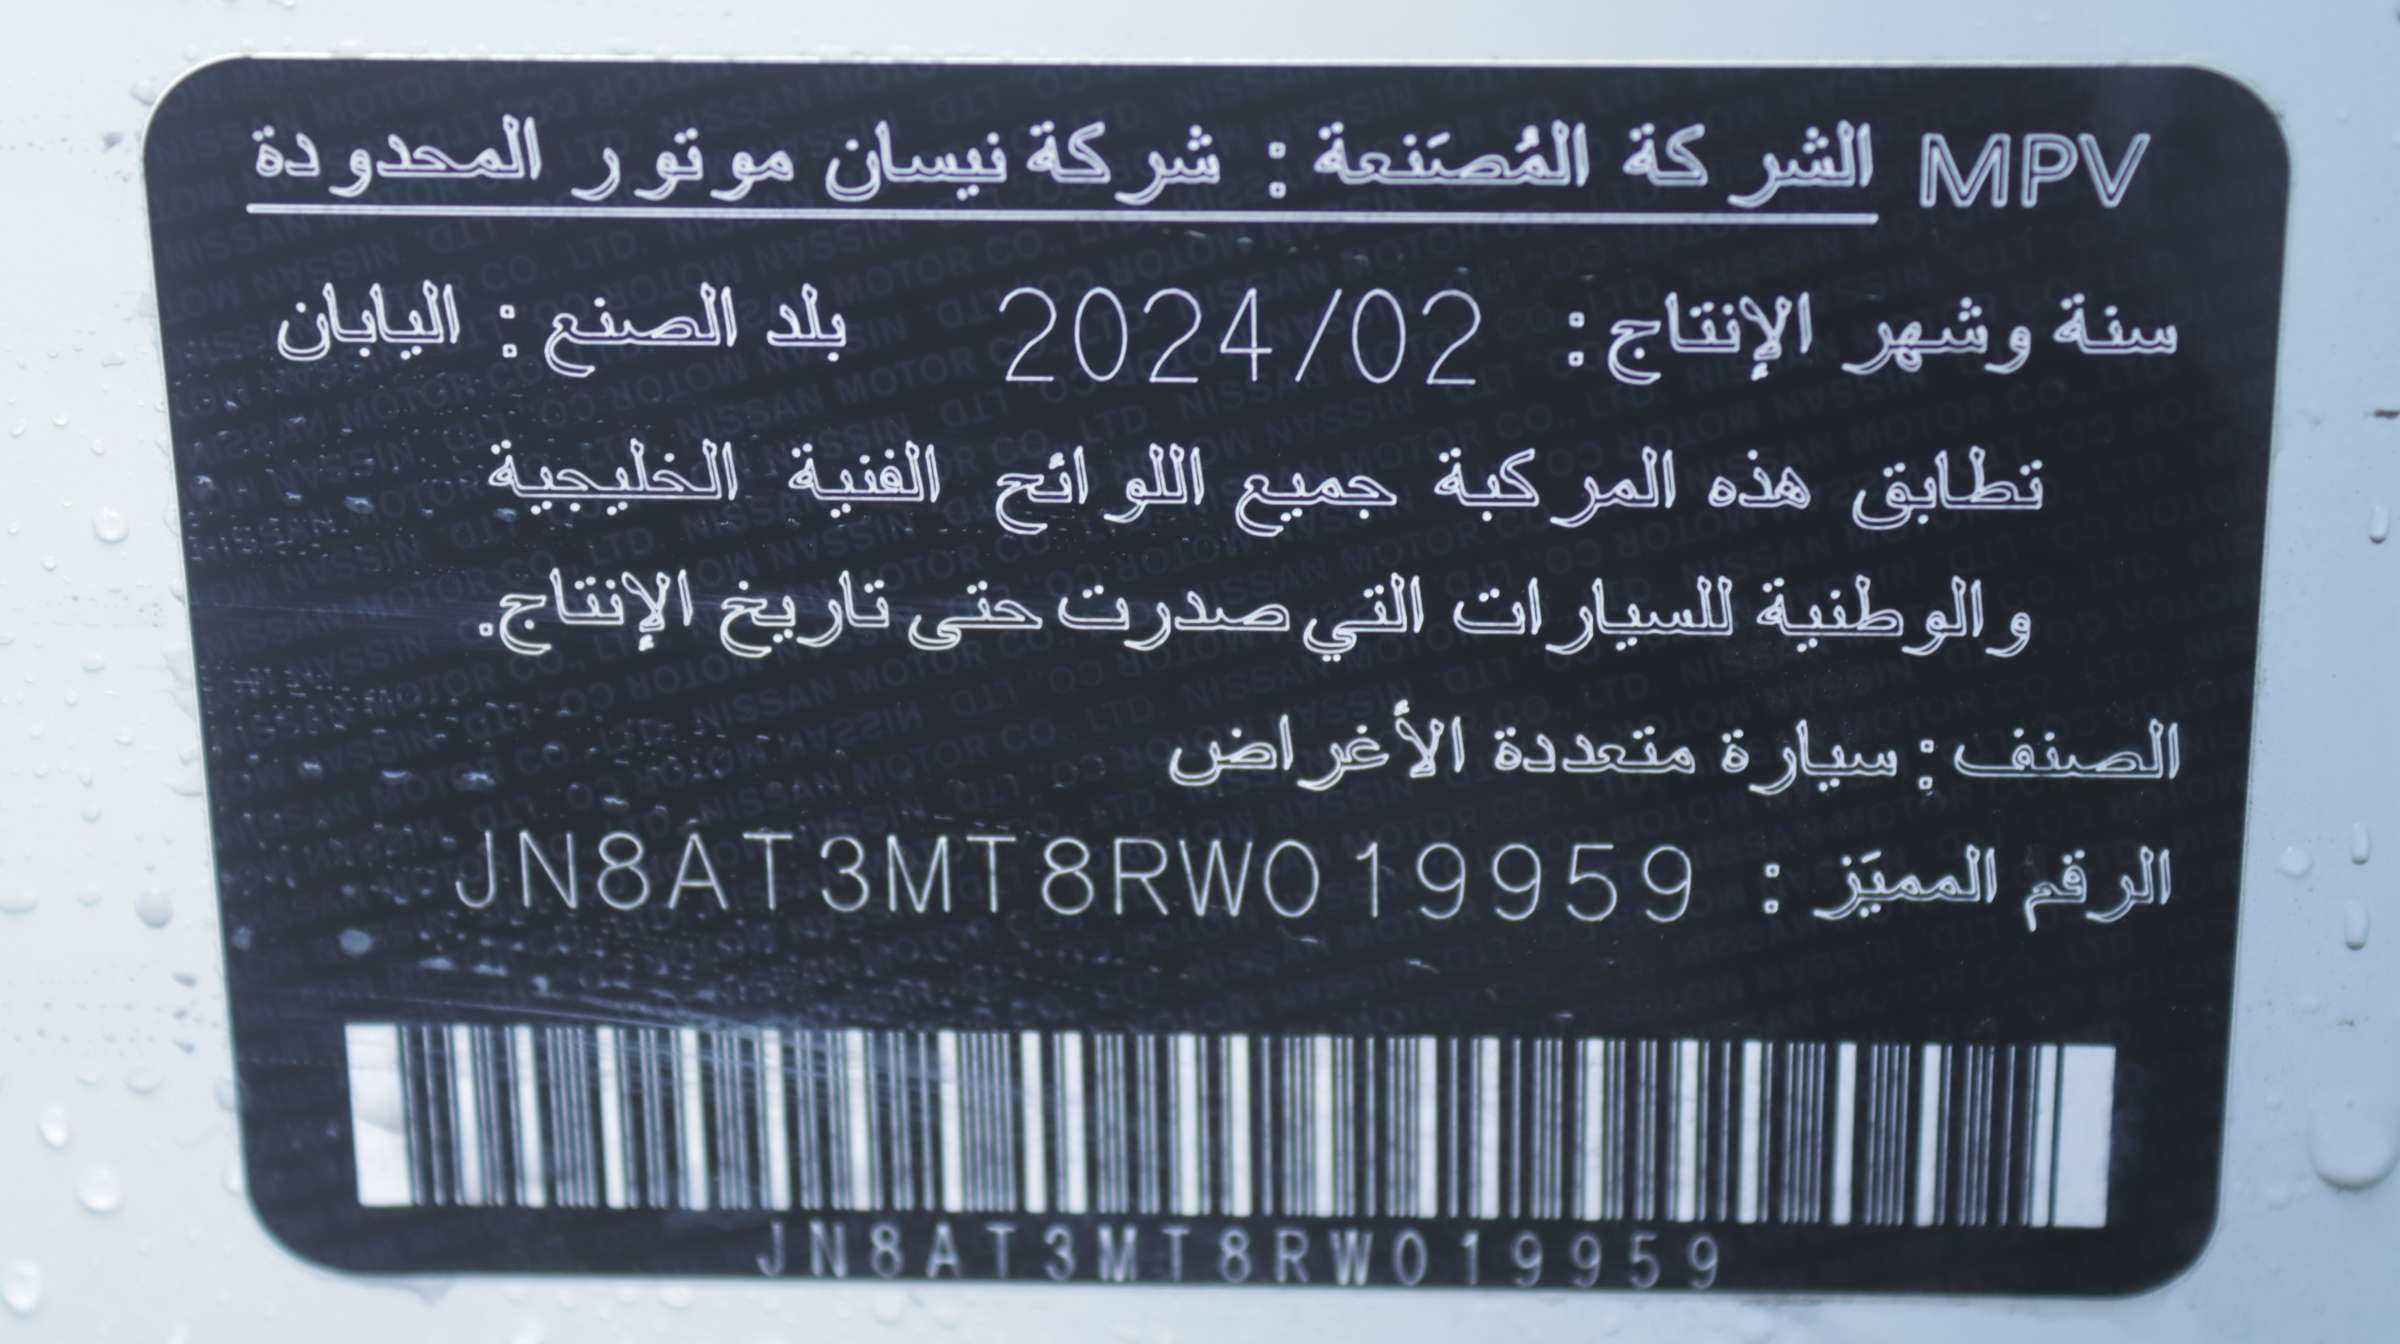 MPV الشركة المُصَنعة : شركة نيسان موتور المحدودة
سنة وشهر الإنتاج : 2024/02 بلد الصنع : اليابان
تطابق هذه المركبة جميع اللوائح الفنية الخليجية
والوطنية للسيارات التي صدرت حتى تاريخ الإنتاج.
الصنف : سيارة متعددة الأغراض
الرقم المميَز : JN8AT3MT8RW019959
JN8AT3MT8RW019959